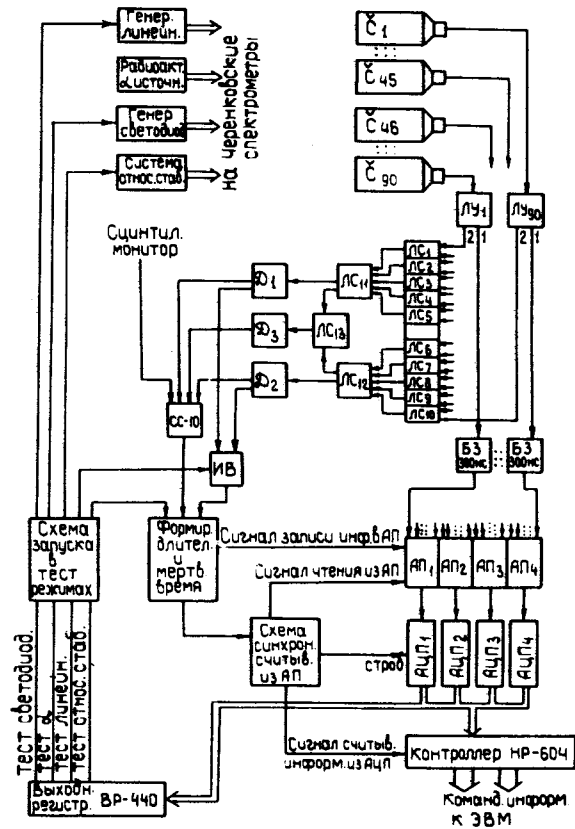 Генер.
линейн.
Радиоакт.
α источн.
Генер
светодиод
Система
относ.стаб.
на черенковские
спектрометры
Č1
Č45
Č46
Č90
ЛУ1
ЛУ90
2 1
2 1
Сцинтил.
монитор
ЛС1
ЛС2
ЛС3
ЛС4
ЛС5
ЛС6
ЛС7
ЛС8
ЛС9
ЛС10
ЛС11
ЛС13
ЛС12
Д1
Д3
Д2
СС-10
ИВ
БЗ
300нс
БЗ
300нс
Схема
запуска
в
тест
режимах
Формир.
длител.
и
мертв.
время
Сигнал записи инф.в АП
Сигнал чтения из АП
АП1
АП2
АП3
АП4
Схема
синхрон.
считыв.
из АП
строб
АЦП1
АЦП2
АЦП3
АЦП4
Тест светодиод.
Тест α
Тест линейн.
Тест относ.стаб.
Сигнал считыв.
информ.из АЦП
Контроллер НР-604
Выходн.
регистр.
ВР-440
Команд. информ.
к ЭВМ